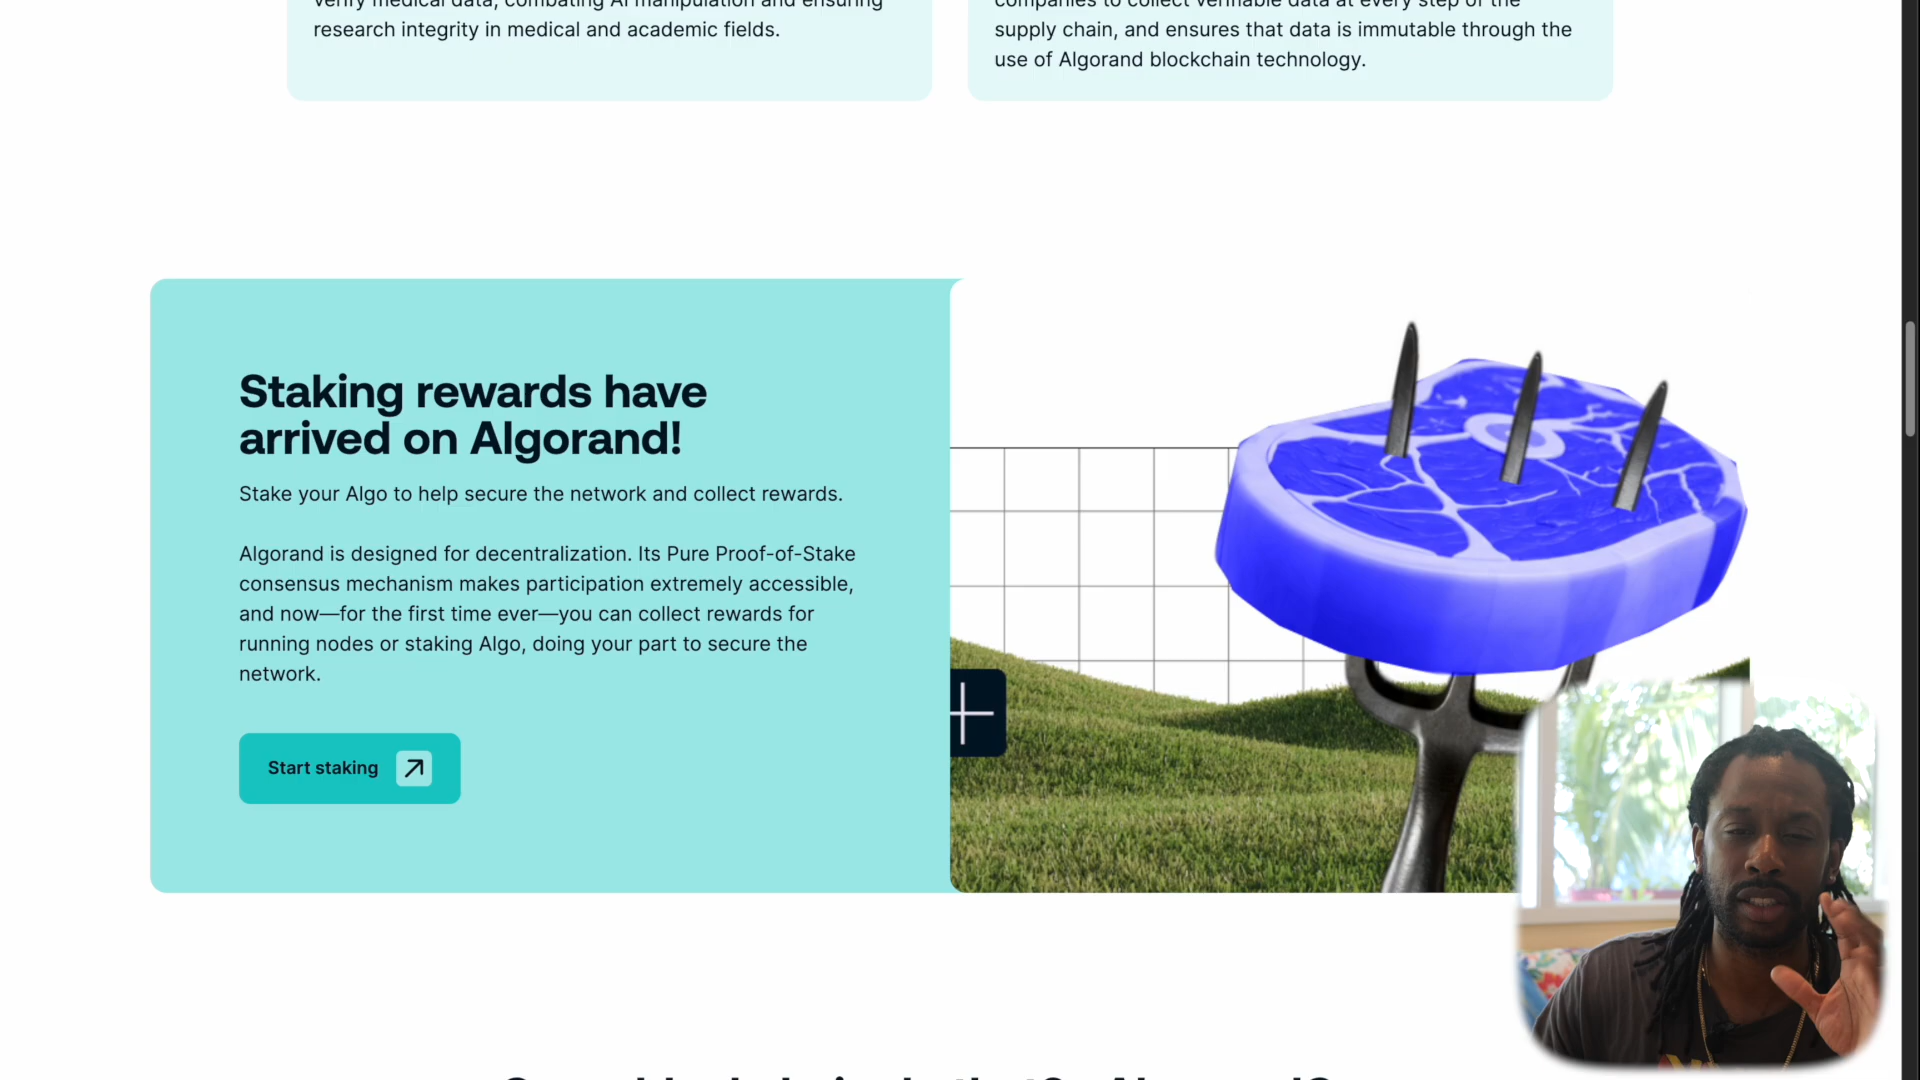 verify medical data, combating AI manipulation and ensuring
research integrity in medical and academic fields.
companies to collect verifiable data at every step of the
supply chain, and ensures that data is immutable through the
use of Algorand blockchain technology.
Staking rewards have
arrived on Algorand!
Stake your Algo to help secure the network and collect rewards.
Algorand is designed for decentralization. Its Pure Proof-of-Stake
consensus mechanism makes participation extremely accessible,
and now—for the first time ever—you can collect rewards for
running nodes or staking Algo, doing your part to secure the
network.
Start staking